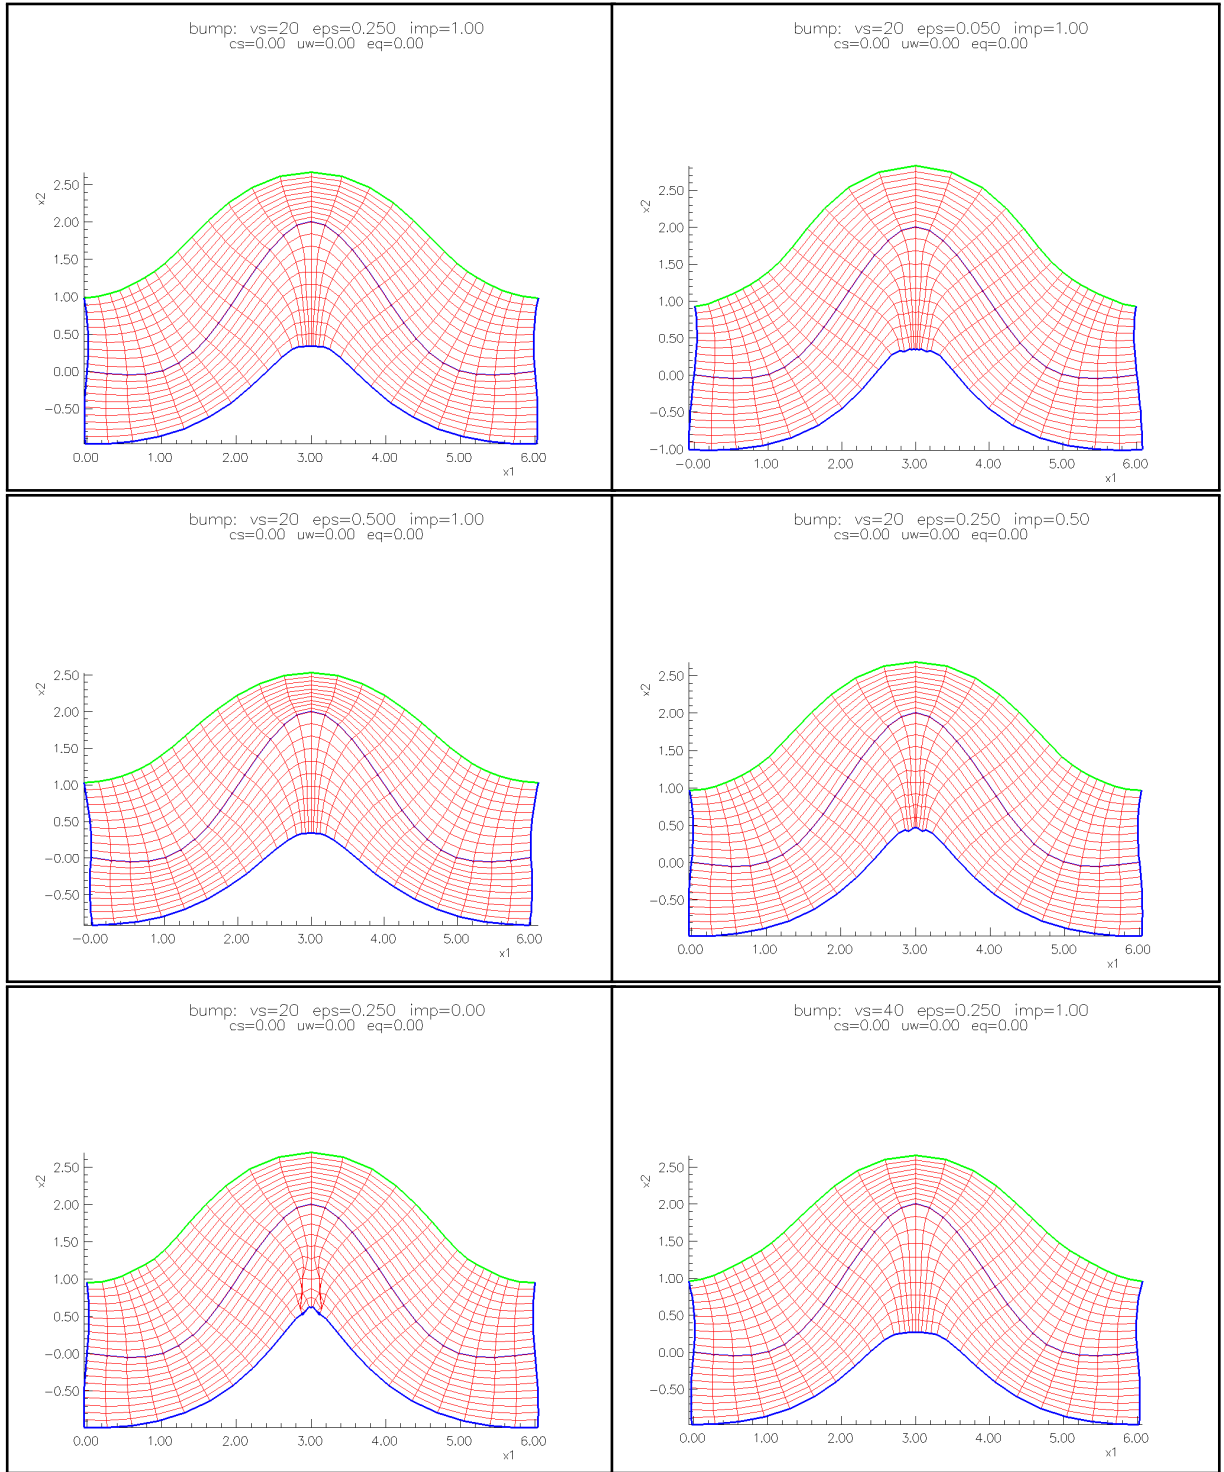 bump: vs=20 eps=0.250 imp=1.00
cs=0.00 uw=0.00 eq=0.00
x2
2.50
2.00
1.50
1.00
0.50
0.00
−0.50
0.00 1.00 2.00 3.00 4.00 5.00 6.00
x1
bump: vs=20 eps=0.050 imp=1.00
cs=0.00 uw=0.00 eq=0.00
x2
2.50
2.00
1.50
1.00
0.50
0.00
−0.50
−1.00
−0.00 1.00 2.00 3.00 4.00 5.00 6.00
x1
bump: vs=20 eps=0.500 imp=1.00
cs=0.00 uw=0.00 eq=0.00
x2
2.50
2.00
1.50
1.00
0.50
−0.00
−0.50
−0.00 1.00 2.00 3.00 4.00 5.00 6.00
x1
bump: vs=20 eps=0.250 imp=0.50
cs=0.00 uw=0.00 eq=0.00
x2
2.50
2.00
1.50
1.00
0.50
0.00
−0.50
0.00 1.00 2.00 3.00 4.00 5.00 6.00
x1
bump: vs=20 eps=0.250 imp=0.00
cs=0.00 uw=0.00 eq=0.00
x2
2.50
2.00
1.50
1.00
0.50
−0.00
−0.50
0.00 1.00 2.00 3.00 4.00 5.00 6.00
x1
bump: vs=40 eps=0.250 imp=1.00
cs=0.00 uw=0.00 eq=0.00
x2
2.50
2.00
1.50
1.00
0.50
0.00
−0.50
0.00 1.00 2.00 3.00 4.00 5.00 6.00
x1